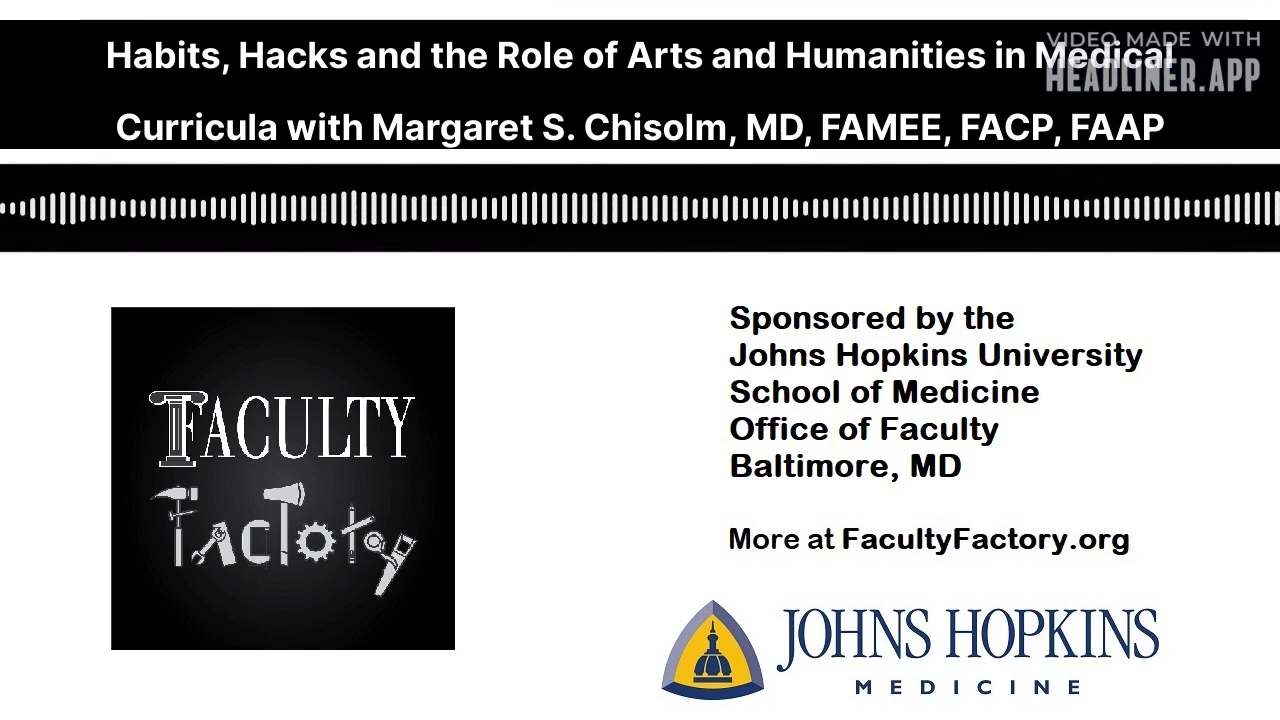 Habits, Hacks and the Role of Arts and Humanities in Medical
VIDEO MADE WITH
HEADLINER.APP
Curricula with Margaret S. Chisolm, MD, FAMEE, FACP, FAAP
FACULTY
Factory
Sponsored by the
Johns Hopkins University
School of Medicine
Office of Faculty
Baltimore, MD
More at FacultyFactory.org
JOHNS HOPKINS
MEDICINE